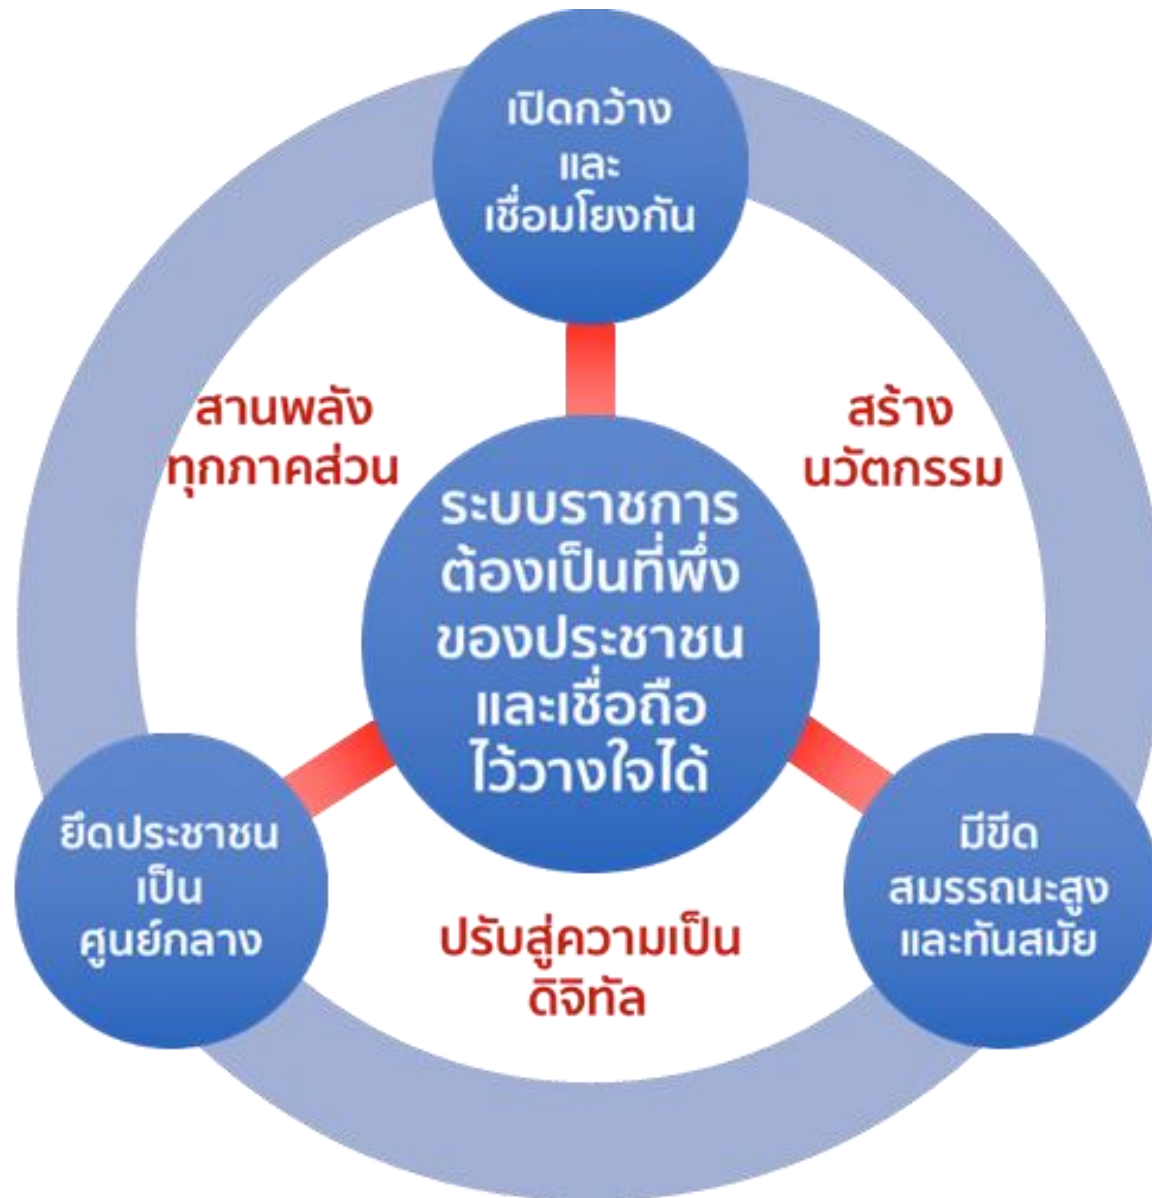 เปิดกว้าง
และ
เชื่อมโยงกัน
สานพลัง
ทุกภาคส่วน
สร้าง
นวัตกรรม
ระบบราชการ
ต้องเป็นที่พึ่ง
ของประชาชน
และเชื่อถือ
ไว้วางใจได้
ยึดประชาชน
เป็น
ศูนย์กลาง
มีขีด
สมรรถนะสูง
และทันสมัย
ปรับสู่ความเป็น
ดิจิทัล